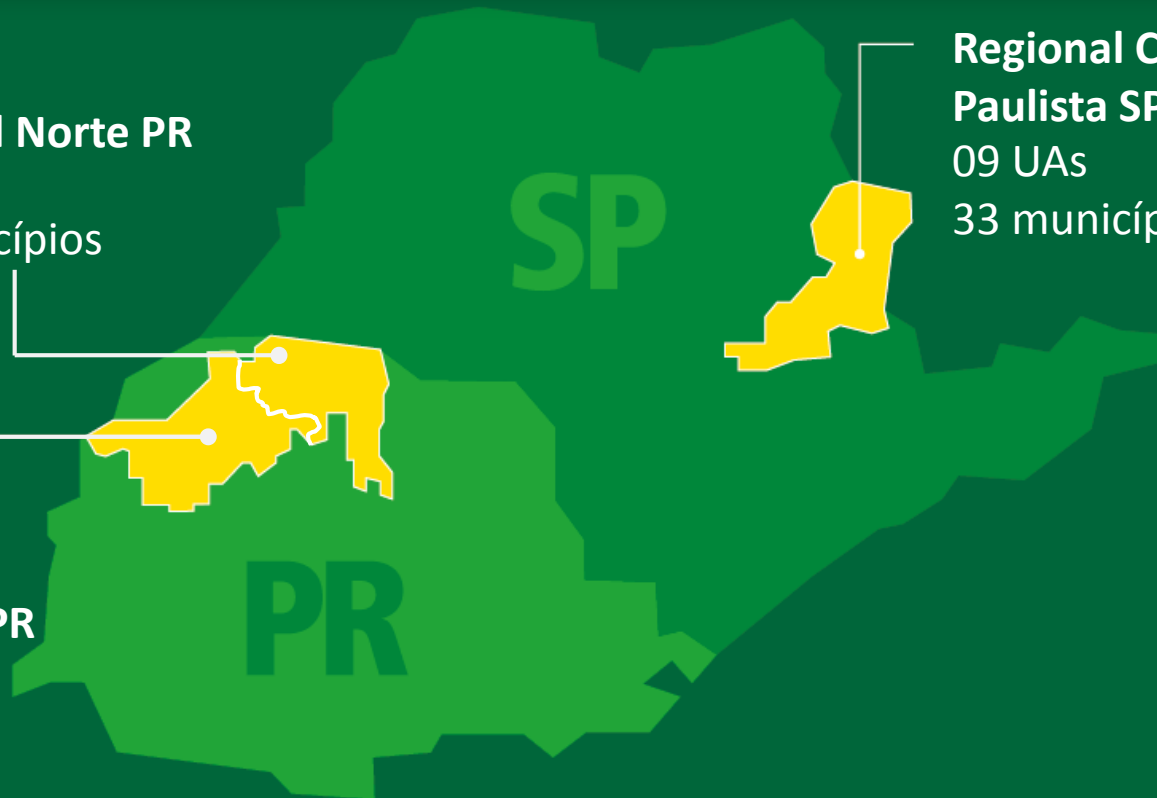 Norte PR
cípios
PR
SP
PR
Regional C
Paulista SP
09 UAs
33 municíp